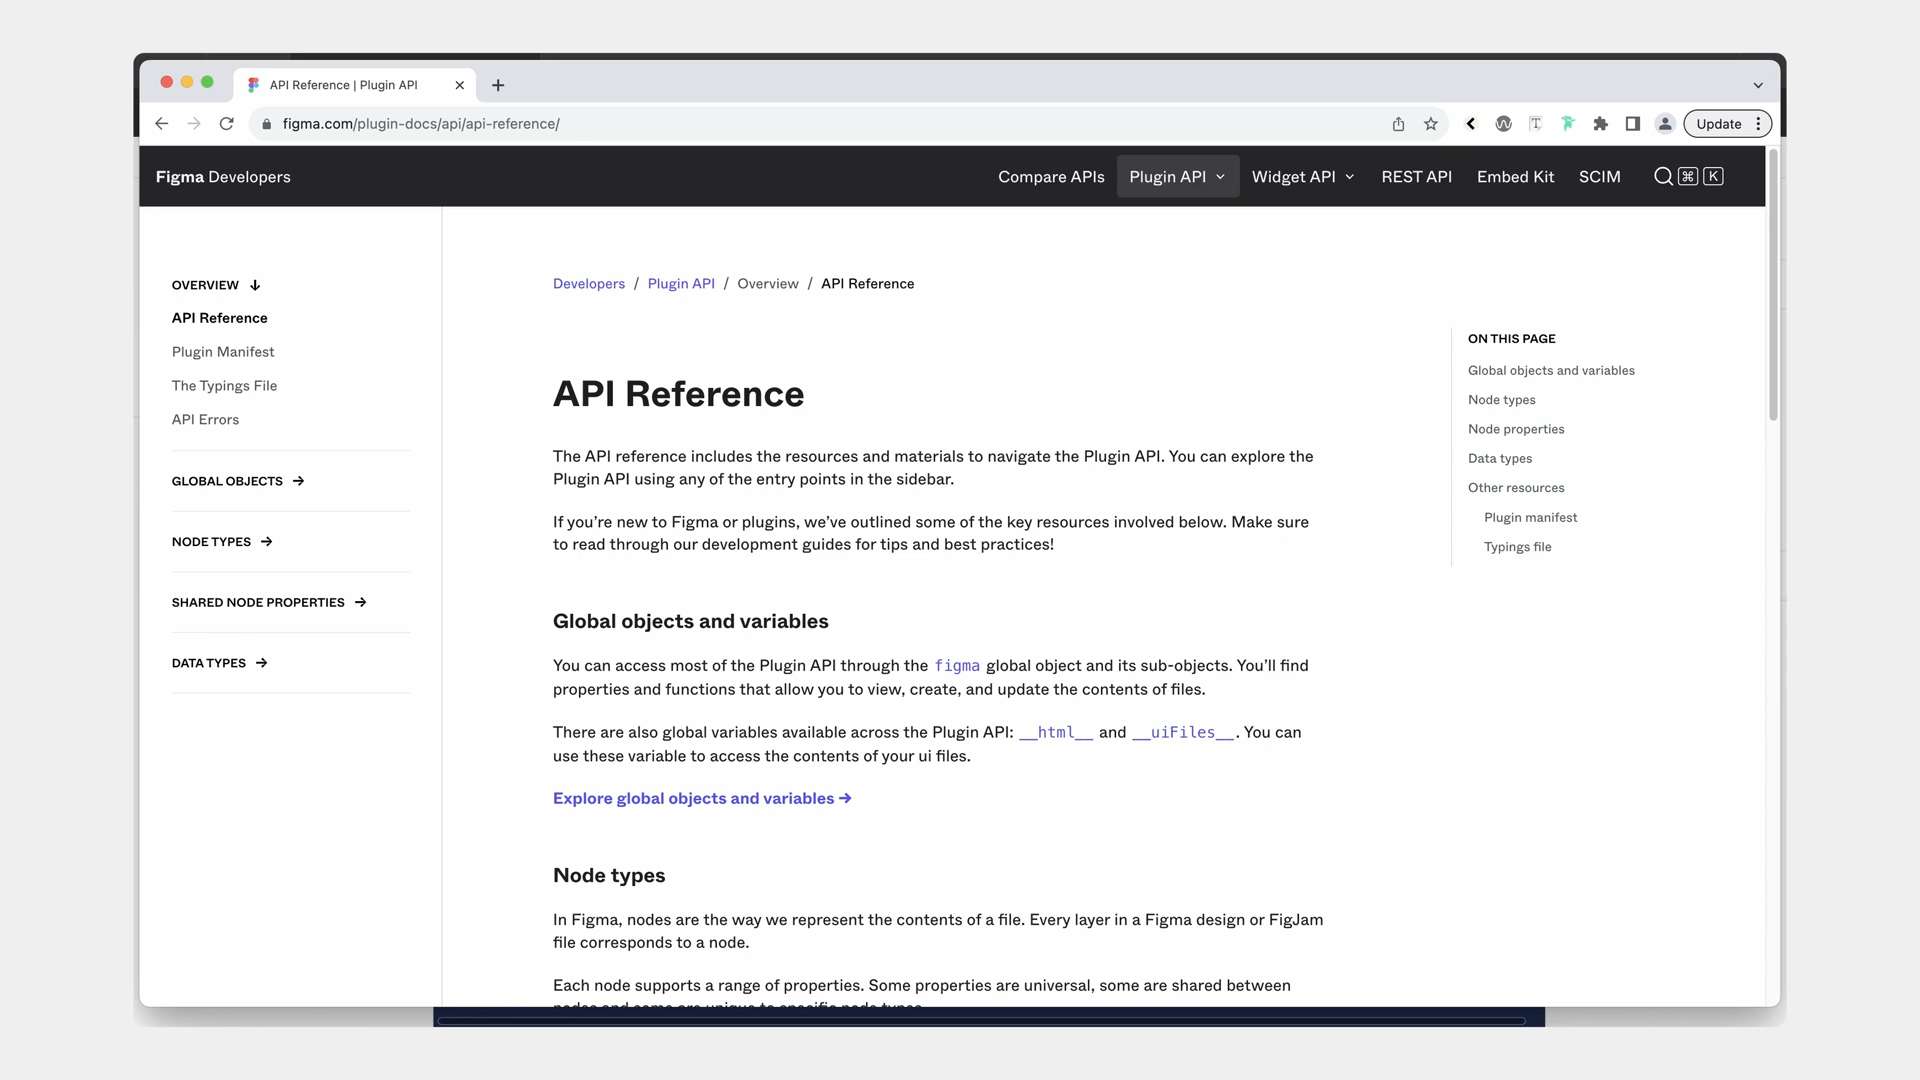 API Reference | Plugin API
figma.com/plugin-docs/api/api-reference/
Update
Figma Developers
Compare APIs
Plugin API
Widget API
REST API
Embed Kit
SCIM
⌘ K
OVERVIEW ↓
API Reference
Plugin Manifest
The Typings File
API Errors
GLOBAL OBJECTS →
NODE TYPES →
SHARED NODE PROPERTIES →
DATA TYPES →
Developers / Plugin API / Overview / API Reference
API Reference
The API reference includes the resources and materials to navigate the Plugin API. You can explore the
Plugin API using any of the entry points in the sidebar.
If you’re new to Figma or plugins, we’ve outlined some of the key resources involved below. Make sure
to read through our development guides for tips and best practices!
Global objects and variables
You can access most of the Plugin API through the figma global object and its sub-objects. You’ll find
properties and functions that allow you to view, create, and update the contents of files.
There are also global variables available across the Plugin API: __html__ and __uiFiles__. You can
use these variable to access the contents of your ui files.
Explore global objects and variables →
Node types
In Figma, nodes are the way we represent the contents of a file. Every layer in a Figma design or FigJam
file corresponds to a node.
Each node supports a range of properties. Some properties are universal, some are shared between
nodes and some are unique to specific node types.
ON THIS PAGE
Global objects and variables
Node types
Node properties
Data types
Other resources
Plugin manifest
Typings file